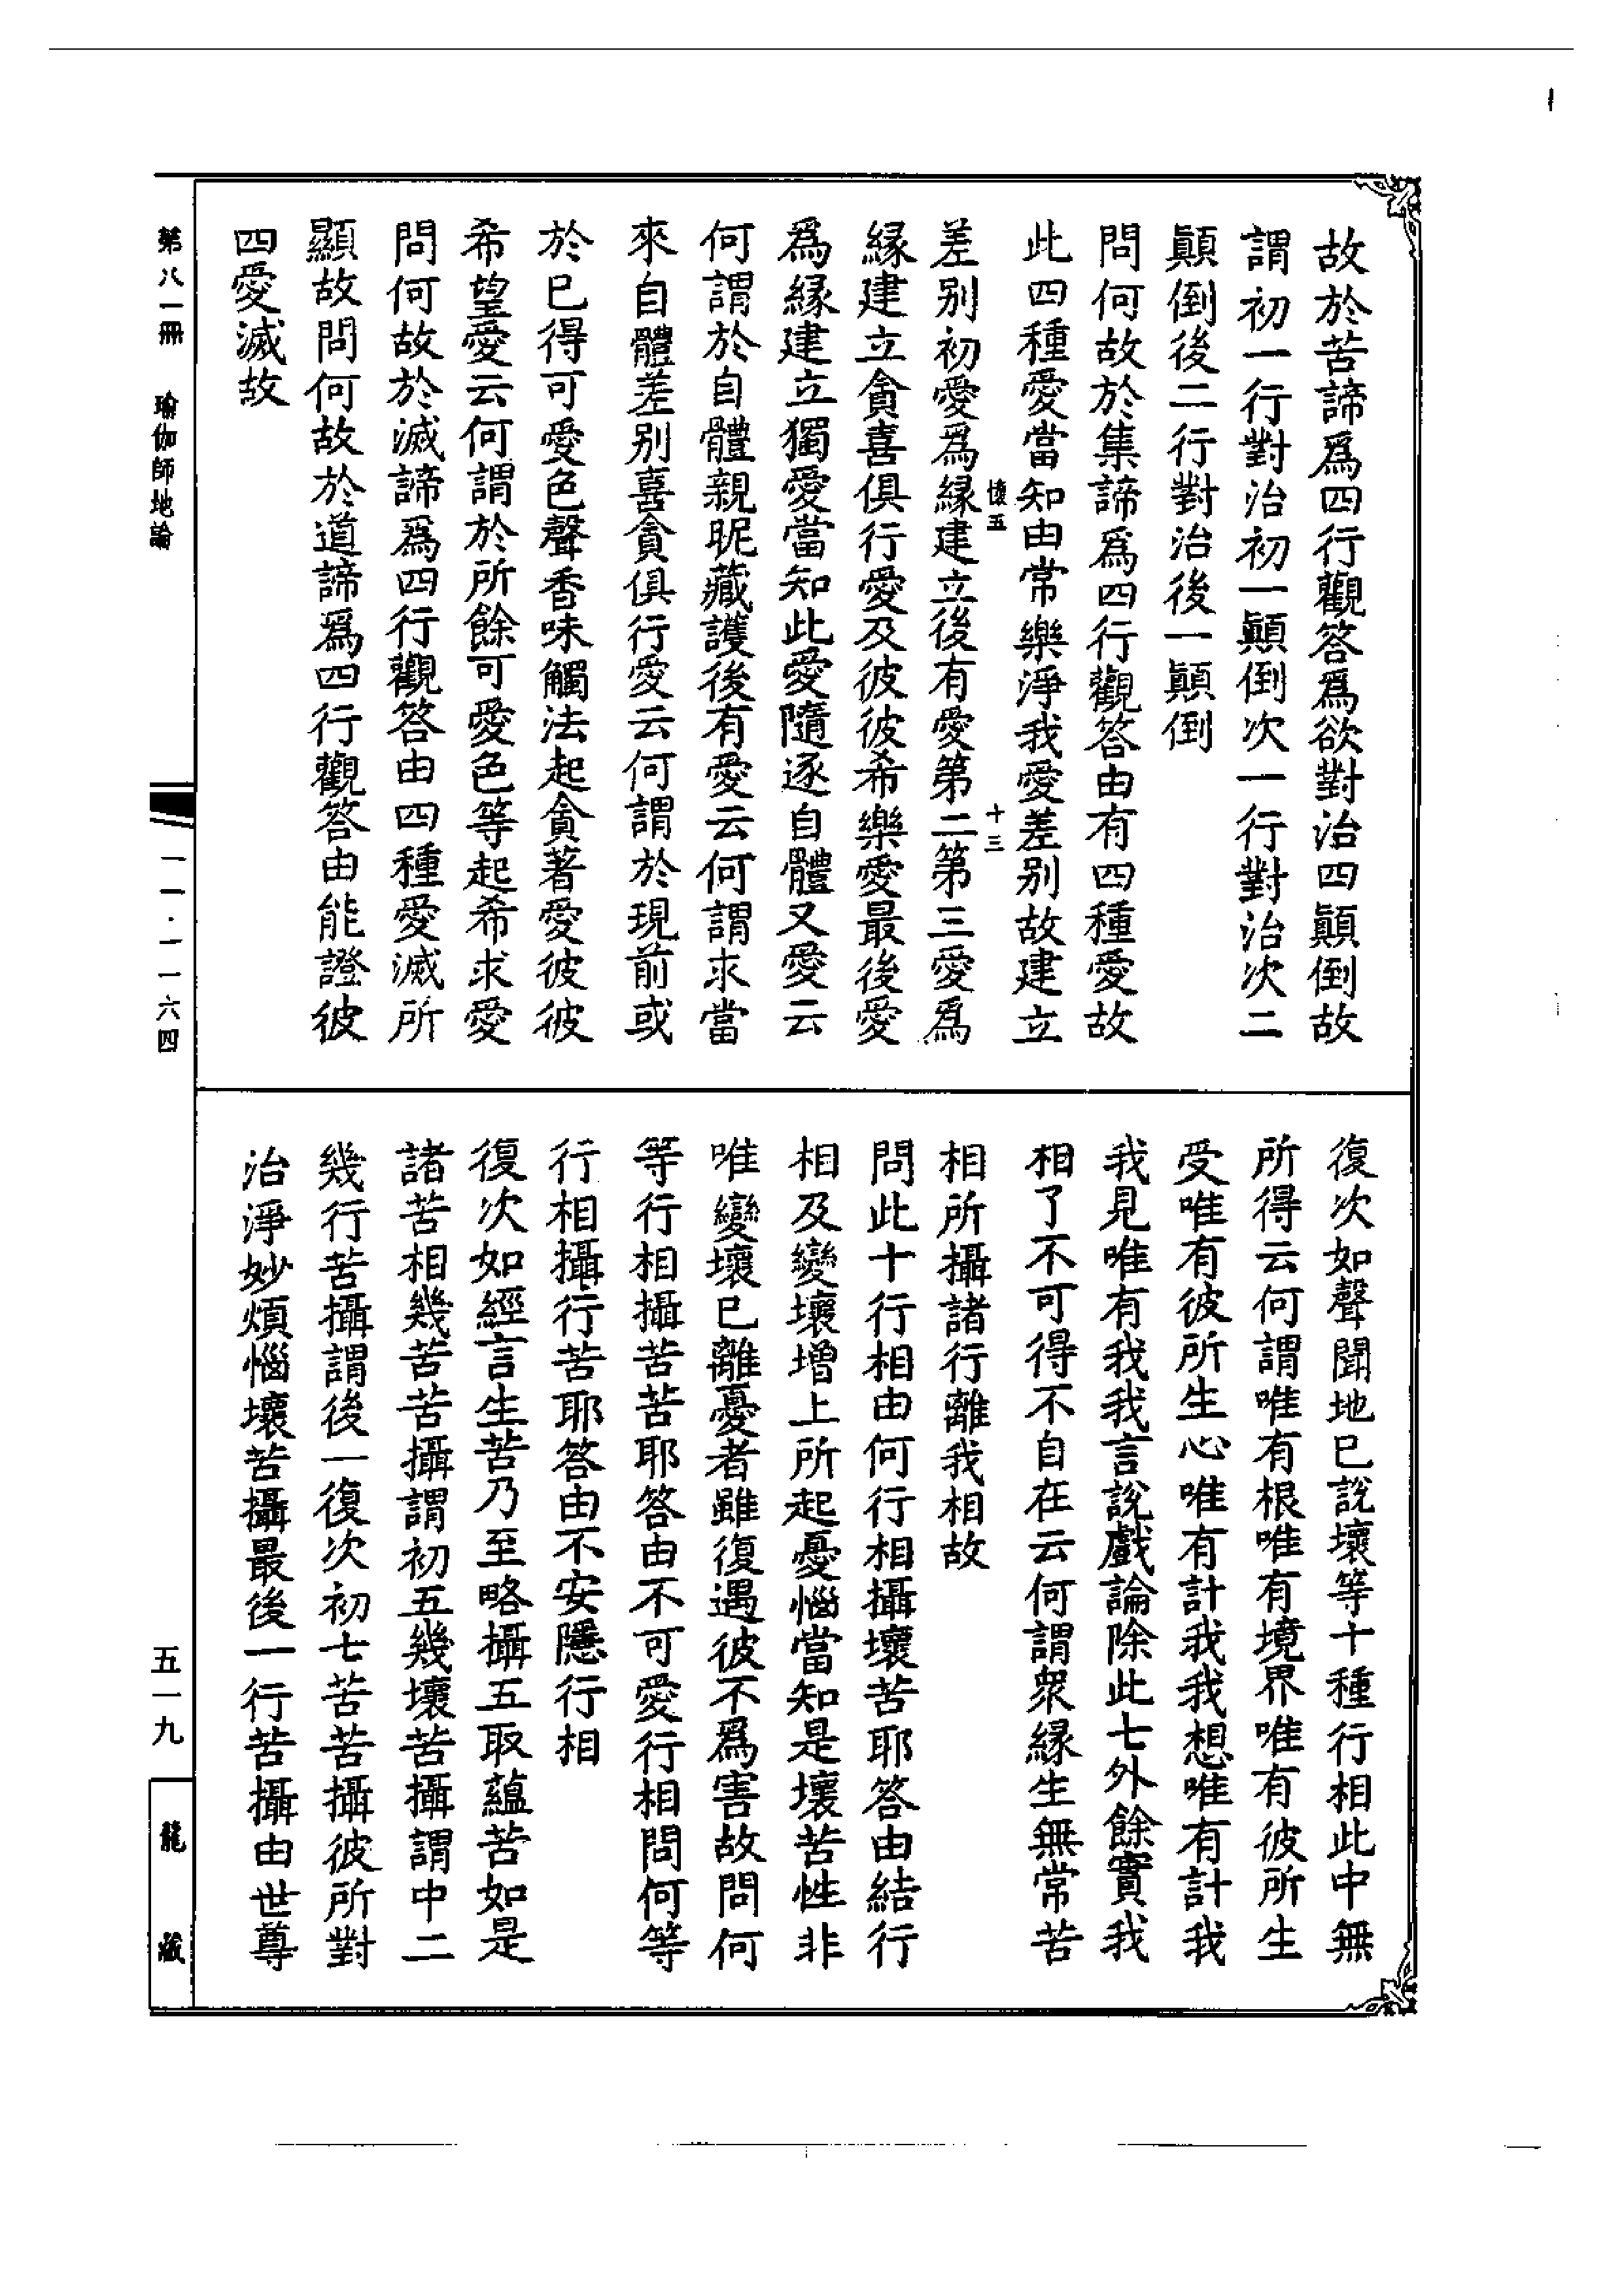 故於苦諦爲四行觀答爲欲對治四顚倒故
謂初一行對治初一顚倒次一行對治次二
顚倒後二行對治後一顚倒
問何故於集諦爲四行觀答由有四種愛故
此四種愛當知由常樂淨我愛差别故建立
懷五
十三
差别初愛爲緣建立後有愛第二第三愛爲
緣建立貪喜俱行愛及彼彼希樂愛最後愛
爲緣建立獨愛當知此愛隨逐自體又愛云
何謂於自體親昵藏護後有愛云何謂求當
來自體差别喜貪俱行愛云何謂於現前或
於已得可愛色聲香味觸法起貪著愛彼彼
希望愛云何謂於所餘可愛色等起希求愛
問何故於滅諦爲四行觀答由四種愛滅所
顯故問何故於道諦爲四行觀答由能證彼
四愛滅故
復次如聲聞地已說壞等十種行相此中無
所得云何謂唯有根唯有境界唯有彼所生
受唯有彼所生心唯有計我我想唯有計我
我見唯有我我言說戲論除此七外餘實我
相了不可得不自在云何謂衆緣生無常苦
相所攝諸行離我相故
問此十行相由何行相攝壞苦耶答由結行
相及變壞增上所起憂惱當知是壞苦性非
唯變壞已離憂者雖復遇彼不爲害故問何
等行相攝苦苦耶答由不可愛行相問何等
行相攝行苦耶答由不安隱行相
復次如經言生苦乃至略攝五取蘊苦如是
諸苦相幾苦苦攝謂初五幾壞苦攝謂中二
幾行苦攝謂後一復次初七苦苦攝彼所對
治淨妙煩惱壞苦攝最後一行苦攝由世尊
第八一冊　瑜伽師地論
一一·一一六四
五一九
龍藏